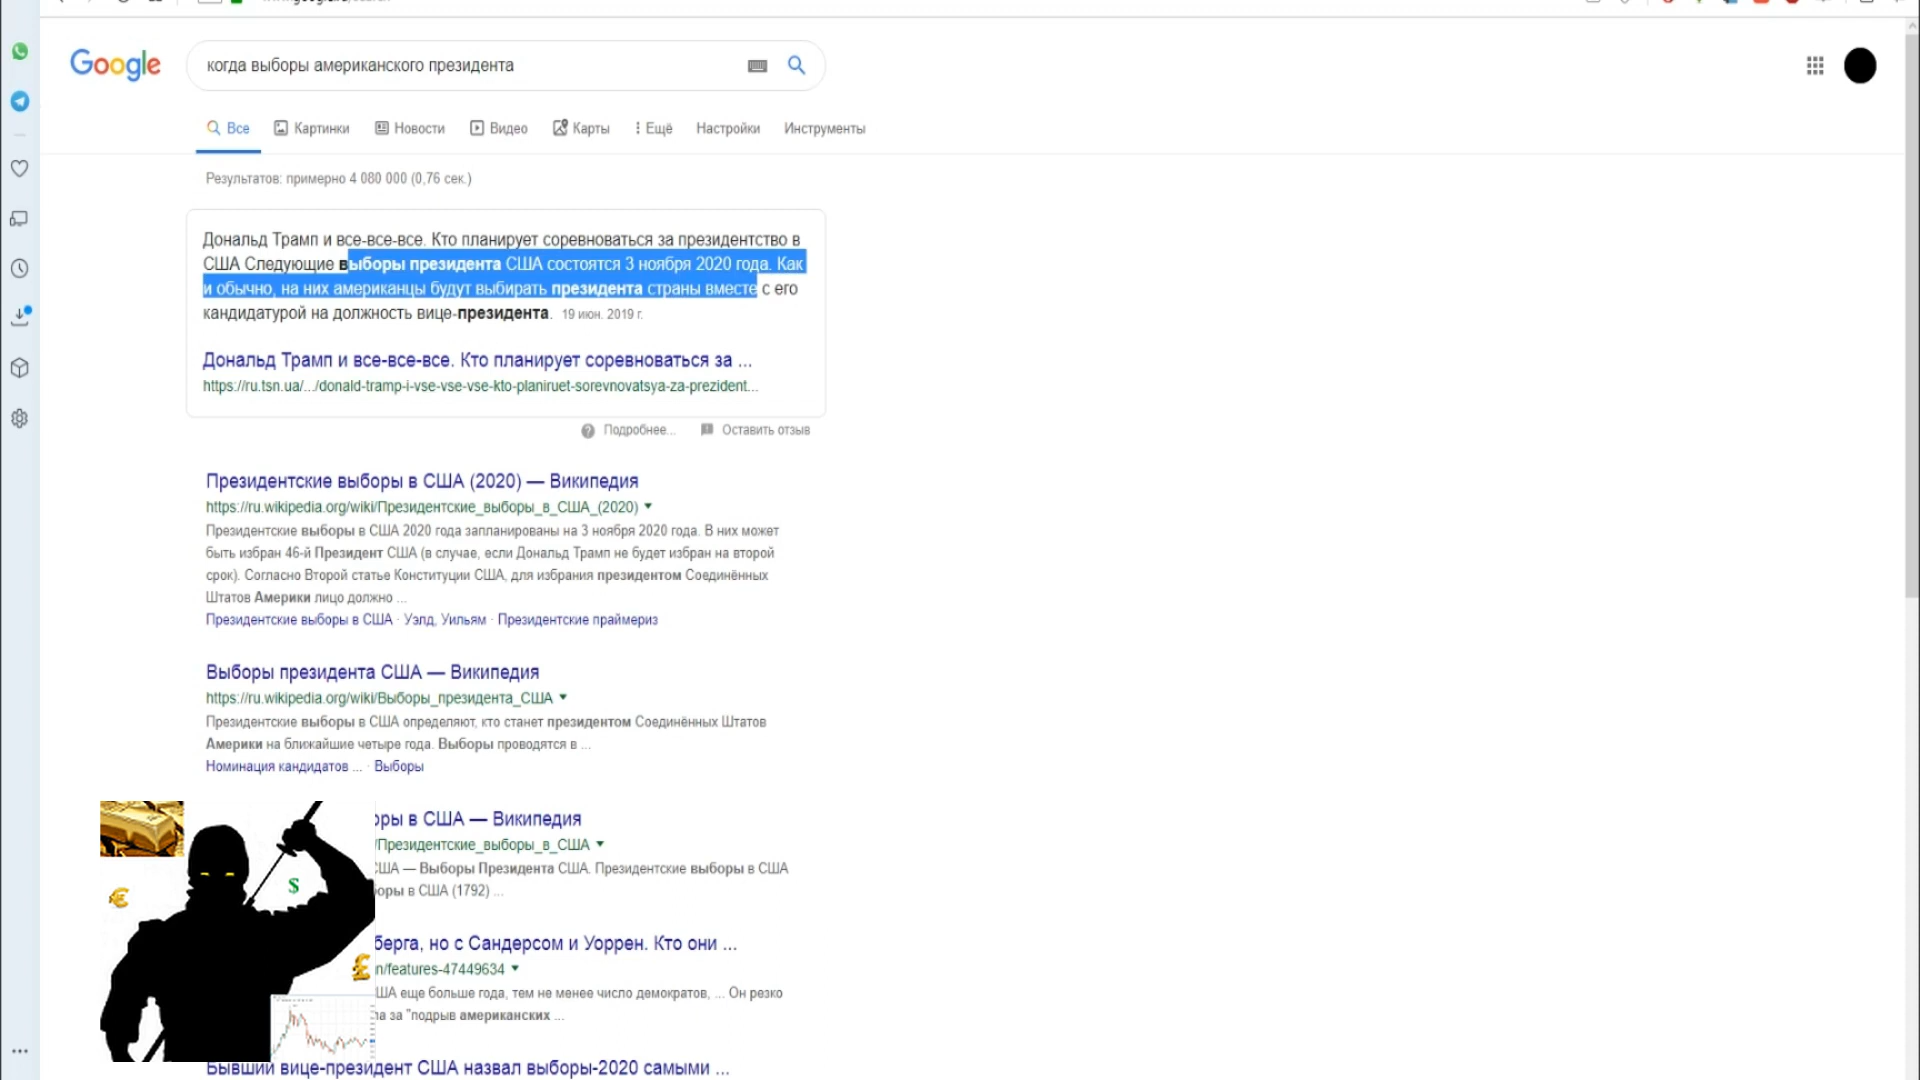 Google
когда выборы американского президента
Все Картинки Новости Видео Карты Ещё Настройки Инструменты
Результатов: примерно 4 080 000 (0,76 сек.)
Дональд Трамп и все-все-все. Кто планирует соревноваться за президентство в
США Следующие выборы президента США состоятся 3 ноября 2020 года. Как
и обычно, на них американцы будут выбирать президента страны вместе с его
кандидатурой на должность вице-президента. 19 июн. 2019 г.
Дональд Трамп и все-все-все. Кто планирует соревноваться за ...
https://ru.tsn.ua/.../donald-tramp-i-vse-vse-vse-kto-planiruet-sorevnovatsya-za-prezident...
Подробнее... Оставить отзыв
Президентские выборы в США (2020) — Википедия
https://ru.wikipedia.org/wiki/Президентские_выборы_в_США_(2020)
Президентские выборы в США 2020 года запланированы на 3 ноября 2020 года. В них может
быть избран 46-й Президент США (в случае, если Дональд Трамп не будет избран на второй
срок). Согласно Второй статье Конституции США, для избрания президентом Соединённых
Штатов Америки лицо должно ...
Президентские выборы в США · Уэлд, Уильям · Президентские праймериз
Выборы президента США — Википедия
https://ru.wikipedia.org/wiki/Выборы_президента_США
Президентские выборы в США определяют, кто станет президентом Соединённых Штатов
Америки на ближайшие четыре года. Выборы проводятся в ...
Номинация кандидатов ... · Выборы
оры в США — Википедия
/Президентские_выборы_в_США
США — Выборы Президента США. Президентские выборы в США
оры в США (1792) ...
берга, но с Сандерсом и Уоррен. Кто они ...
n/features-47449634
ША еще больше года, тем не менее число демократов, ... Он резко
ла за "подрыв американских ...
Бывший вице-президент США назвал выборы-2020 самыми ...
€
$
£